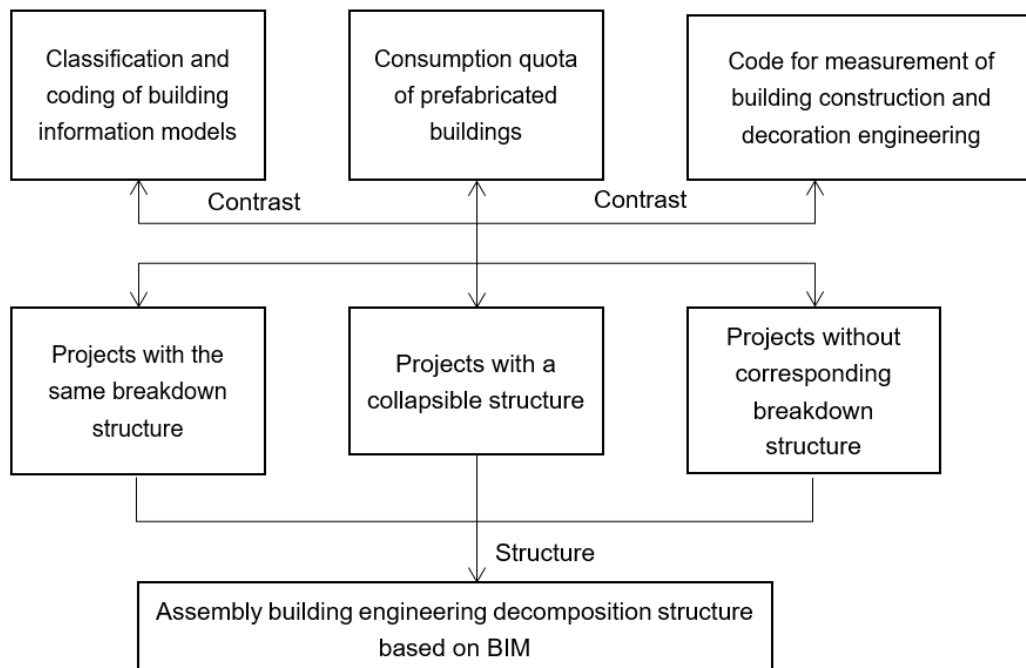 Classification and
coding of building
information models
Consumption quota
of prefabricated
buildings
Code for measurement of
building construction and
decoration engineering
Contrast
Contrast
Projects with the
same breakdown
structure
Projects with a
collapsible structure
Projects without
corresponding
breakdown
structure
Structure
Assembly building engineering decomposition structure
based on BIM